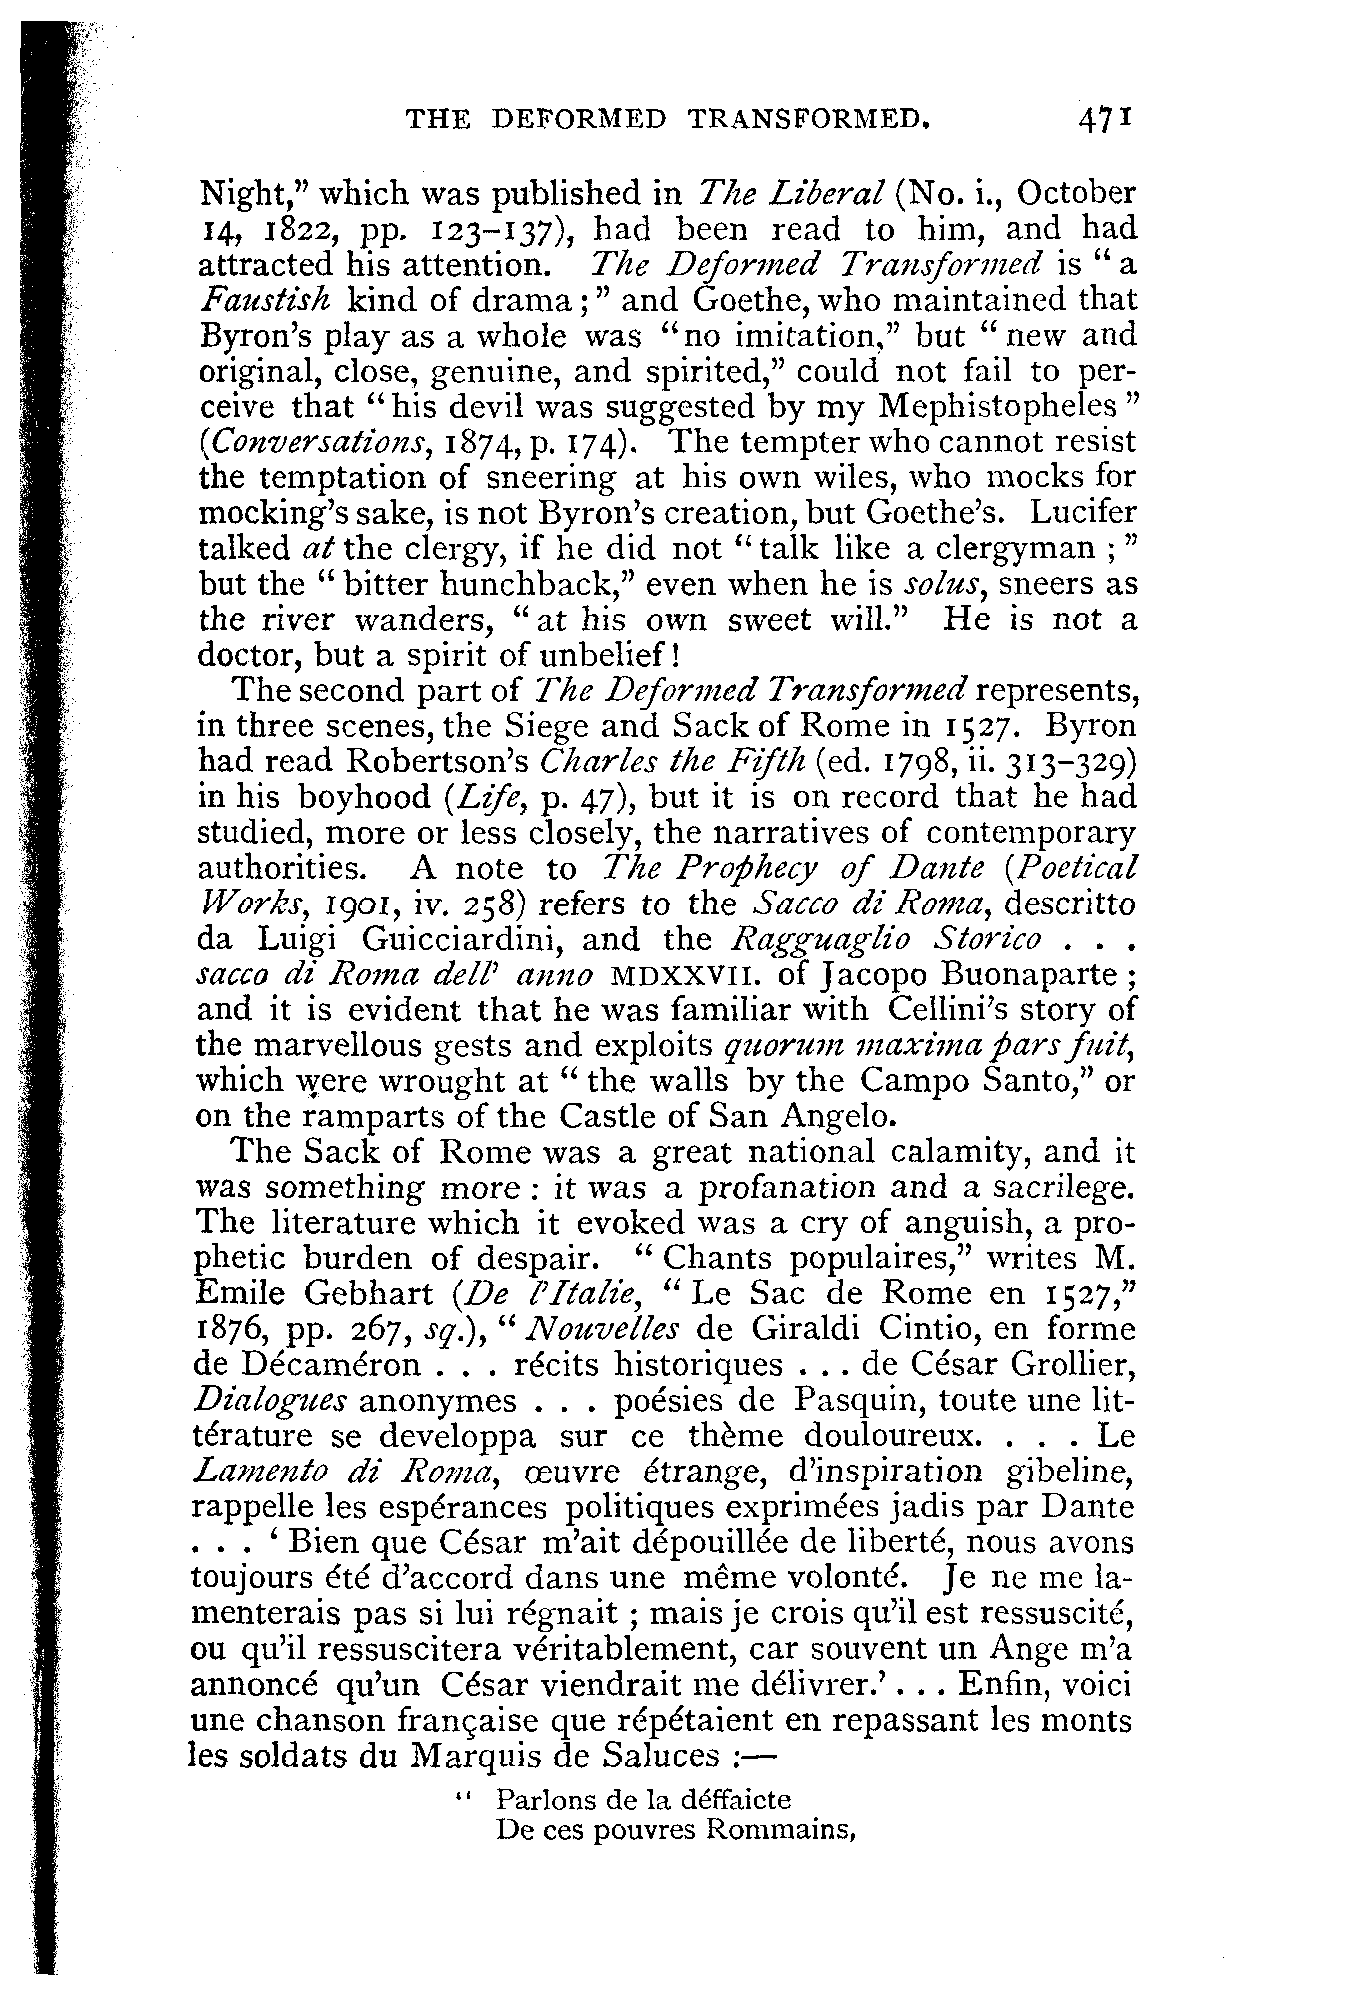 THE DEFORMED TRANSFORMED. 471
Night,” which was published in The Liberal (No. i., October
14, 1822, pp. 123–137), had been read to him, and had
attracted his attention. The Deformed Transformed is “a
Faustish kind of drama;” and Goethe, who maintained that
Byron’s play as a whole was “no imitation,” but “new and
original, close, genuine, and spirited,” could not fail to per-
ceive that “his devil was suggested by my Mephistopheles”
(Conversations, 1874, p. 174). The tempter who cannot resist
the temptation of sneering at his own wiles, who mocks for
mocking’s sake, is not Byron’s creation, but Goethe’s. Lucifer
talked at the clergy, if he did not “talk like a clergyman;”
but the “bitter hunchback,” even when he is solus, sneers as
the river wanders, “at his own sweet will.” He is not a
doctor, but a spirit of unbelief!
The second part of The Deformed Transformed represents,
in three scenes, the Siege and Sack of Rome in 1527. Byron
had read Robertson’s Charles the Fifth (ed. 1798, ii. 313–329)
in his boyhood (Life, p. 47), but it is on record that he had
studied, more or less closely, the narratives of contemporary
authorities. A note to The Prophecy of Dante (Poetical
Works, 1901, iv. 258) refers to the Sacco di Roma, descritto
da Luigi Guicciardini, and the Ragguaglio Storico . . .
sacco di Roma dell’ anno MDXXVII. of Jacopo Buonaparte;
and it is evident that he was familiar with Cellini’s story of
the marvellous gests and exploits quorum maxima pars fuit,
which were wrought at “the walls by the Campo Santo,” or
on the ramparts of the Castle of San Angelo.
The Sack of Rome was a great national calamity, and it
was something more: it was a profanation and a sacrilege.
The literature which it evoked was a cry of anguish, a pro-
phetic burden of despair. “Chants populaires,” writes M.
Emile Gebhart (De l’Italie, “Le Sac de Rome en 1527,”
1876, pp. 267, sq.), “Nouvelles de Giraldi Cintio, en forme
de Décaméron . . . récits historiques . . . de César Grollier,
Dialogues anonymes . . . poésies de Pasquin, toute une lit-
térature se developpa sur ce thème douloureux. . . . Le
Lamento di Roma, œuvre étrange, d’inspiration gibeline,
rappelle les espérances politiques exprimées jadis par Dante
. . . ‘Bien que César m’ait dépouillée de liberté, nous avons
toujours été d’accord dans une même volonté. Je ne me la-
menterais pas si lui régnait; mais je crois qu’il est ressuscité,
ou qu’il ressuscitera véritablement, car souvent un Ange m’a
annoncé qu’un César viendrait me délivrer.’ . . . Enfin, voici
une chanson française que répétaient en repassant les monts
les soldats du Marquis de Saluces :—
“ Parlons de la déffaicte
De ces pouvres Rommains,